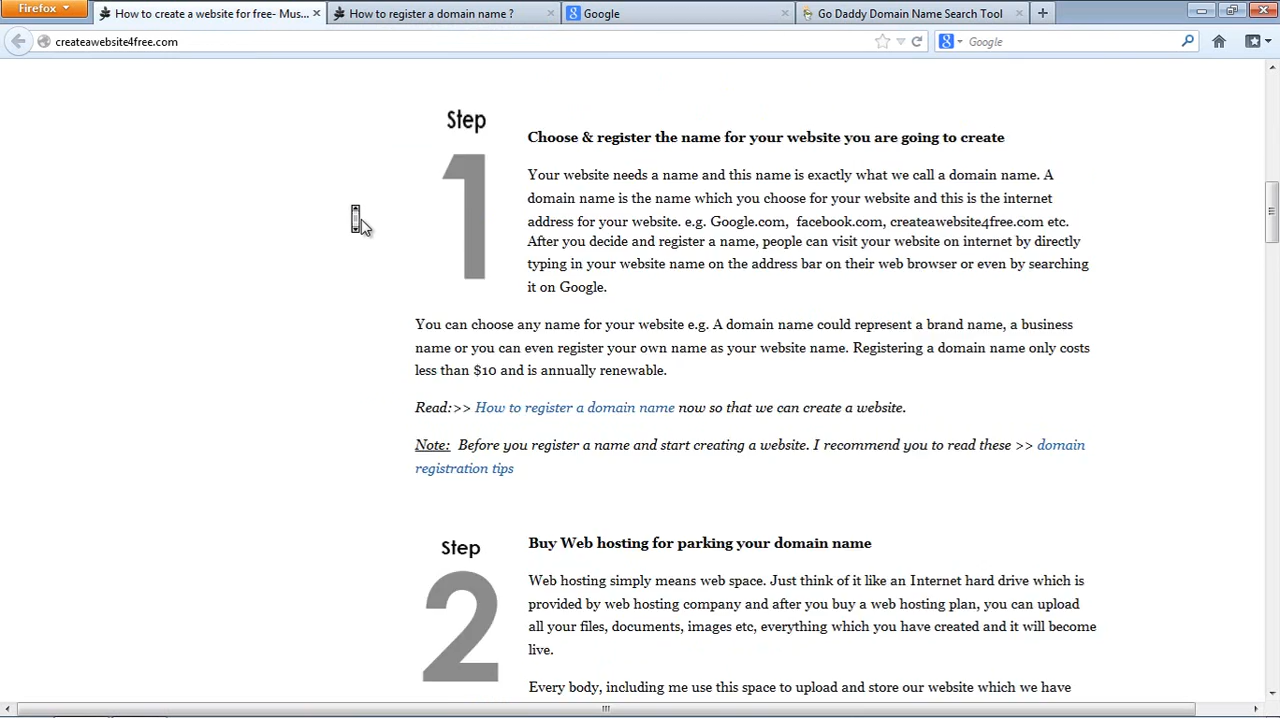 Firefox
How to create a website for free- Mus...
How to register a domain name ?
Google
Go Daddy Domain Name Search Tool
createawebsite4free.com
Google
Step
1
Choose & register the name for your website you are going to create
Your website needs a name and this name is exactly what we call a domain name. A
domain name is the name which you choose for your website and this is the internet
address for your website. e.g. Google.com,  facebook.com, createawebsite4free.com etc.
After you decide and register a name, people can visit your website on internet by directly
typing in your website name on the address bar on their web browser or even by searching
it on Google.
You can choose any name for your website e.g. A domain name could represent a brand name, a business
name or you can even register your own name as your website name. Registering a domain name only costs
less than $10 and is annually renewable.
Read:>> How to register a domain name now so that we can create a website.
Note:  Before you register a name and start creating a website. I recommend you to read these >> domain
registration tips
Step
2
Buy Web hosting for parking your domain name
Web hosting simply means web space. Just think of it like an Internet hard drive which is
provided by web hosting company and after you buy a web hosting plan, you can upload
all your files, documents, images etc, everything which you have created and it will become
live.
Every body, including me use this space to upload and store our website which we have